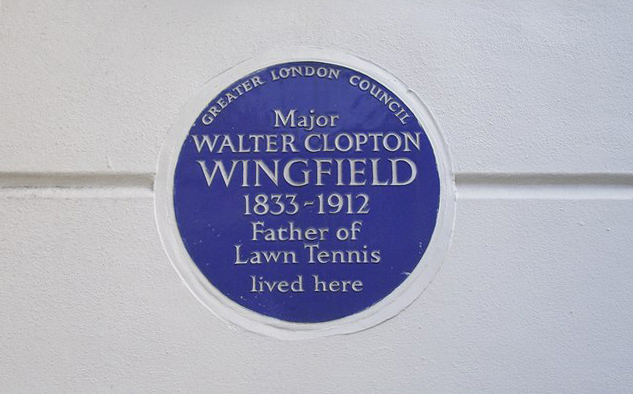 GREATER LONDON COUNCIL
Major
WALTER CLOPTON
WINGFIELD
1833~1912
Father of
Lawn Tennis
lived here